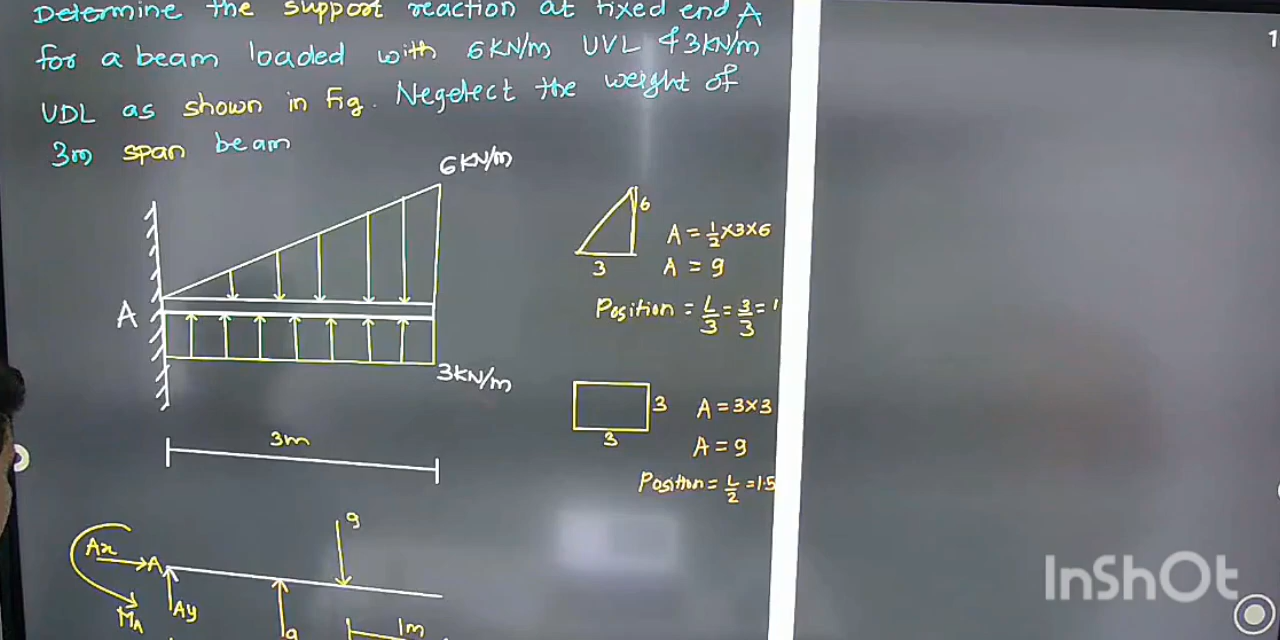 Determine the support reaction at fixed end A
for a beam loaded with 6KN/m UVL & 3KN/m
UDL as shown in Fig. Negelect the weight of
3m span beam
6KN/m
A
3KN/m
3m
6
3
A = 1/2 × 3 × 6
A = 9
Position = L/3 = 3/3 = 1
3
3
A = 3×3
A = 9
Position = L/2 = 1.5
9
Ax
A
Ay
MA
9
1m
1
InShOt